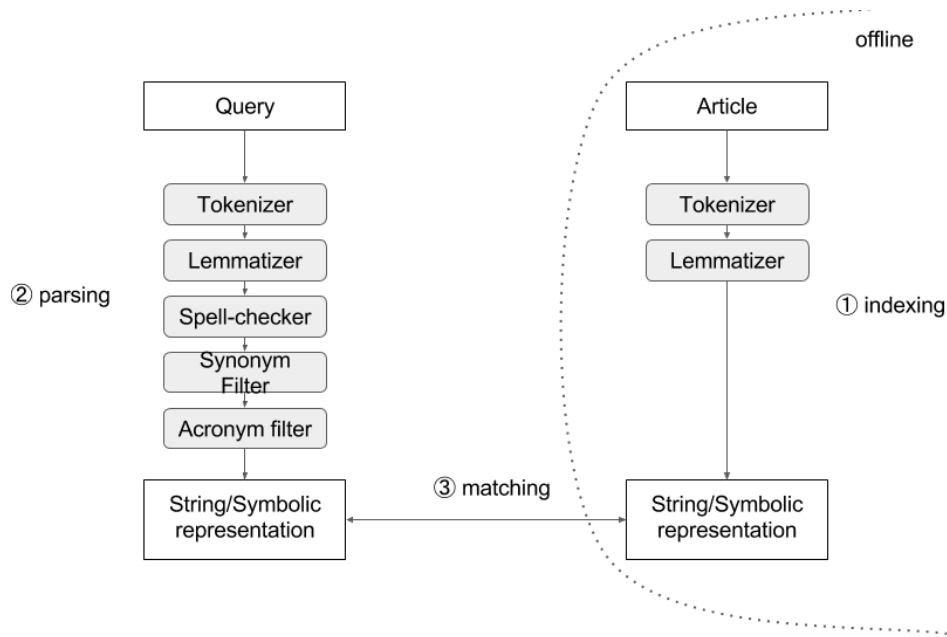 offline
Query
Article
Tokenizer
Tokenizer
Lemmatizer
Lemmatizer
② parsing
① indexing
Spell-checker
Synonym
Filter
Acronym filter
③ matching
String/Symbolic
representation
String/Symbolic
representation